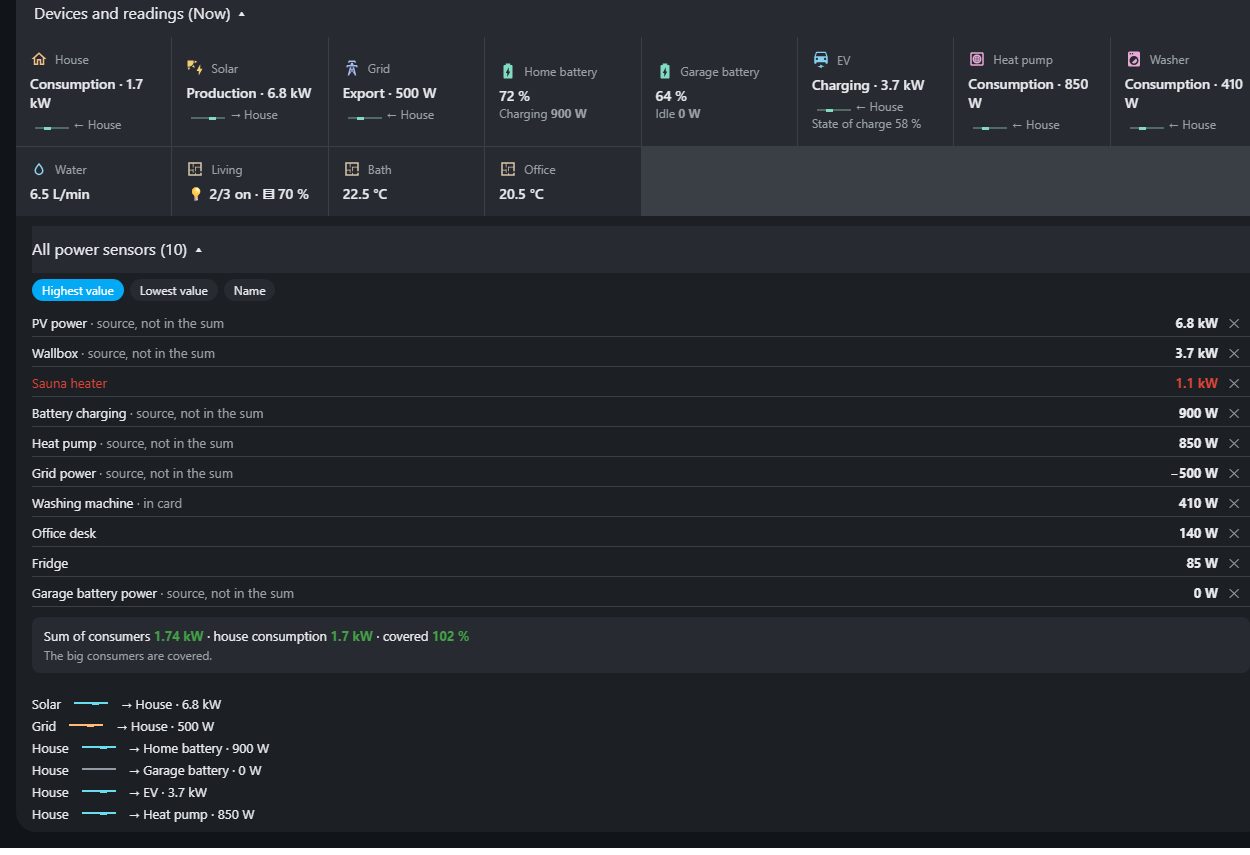 Devices and readings (Now) ▴
House
Consumption · 1.7 kW
← House
Solar
Production · 6.8 kW
→ House
Grid
Export · 500 W
← House
Home battery
72 %
Charging 900 W
Garage battery
64 %
Idle 0 W
EV
Charging · 3.7 kW
← House
State of charge 58 %
Heat pump
Consumption · 850 W
← House
Washer
Consumption · 410 W
← House
Water
6.5 L/min
Living
2/3 on · 70 %
Bath
22.5 °C
Office
20.5 °C
All power sensors (10) ▴
Highest value Lowest value Name
PV power · source, not in the sum 6.8 kW ×
Wallbox · source, not in the sum 3.7 kW ×
Sauna heater 1.1 kW ×
Battery charging · source, not in the sum 900 W ×
Heat pump · source, not in the sum 850 W ×
Grid power · source, not in the sum −500 W ×
Washing machine · in card 410 W ×
Office desk 140 W ×
Fridge 85 W ×
Garage battery power · source, not in the sum 0 W ×
Sum of consumers 1.74 kW · house consumption 1.7 kW · covered 102 %
The big consumers are covered.
Solar → House · 6.8 kW
Grid → House · 500 W
House → Home battery · 900 W
House → Garage battery · 0 W
House → EV · 3.7 kW
House → Heat pump · 850 W